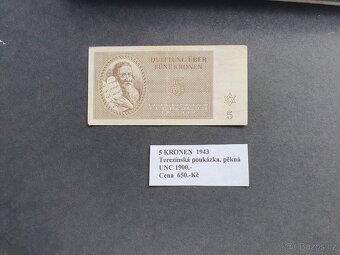 QUITTUNG ÜBER
FÜNF KRONEN
5
5 KRONEN 1943
Terezínská poukázka, pěkná
UNC 1900.-
Cena 650.-Kč